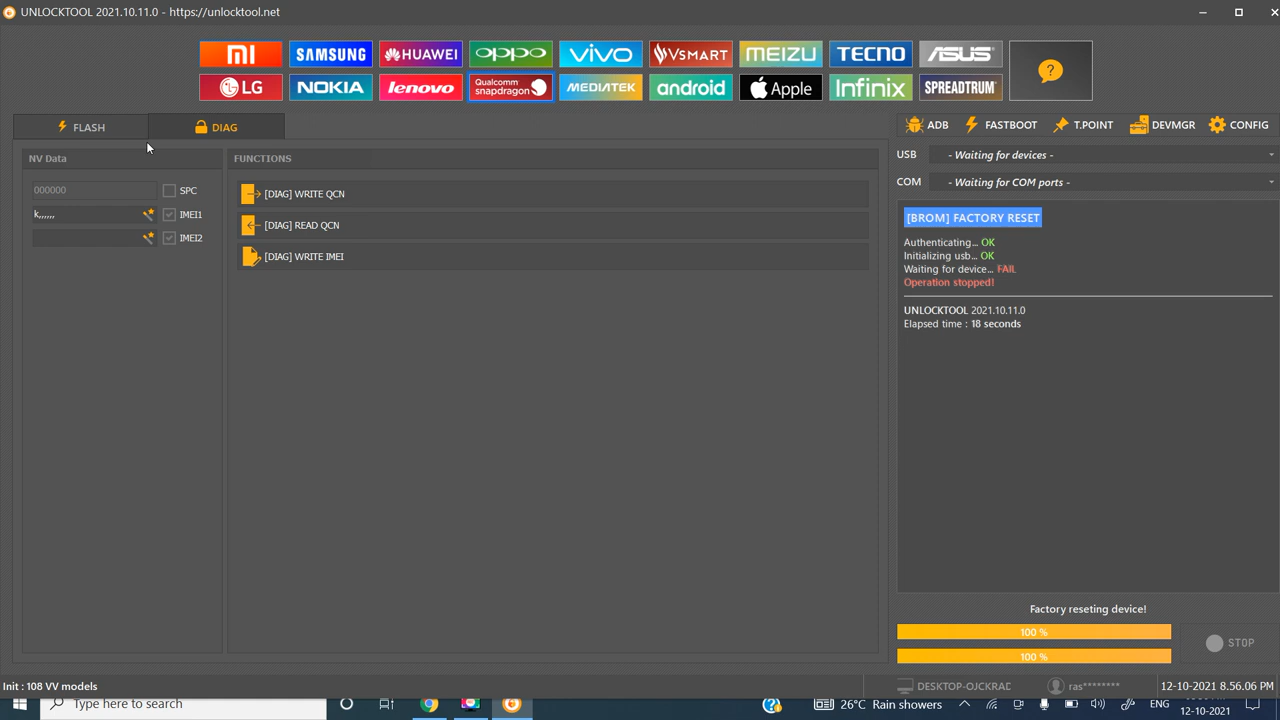 UNLOCKTOOL 2021.10.11.0 - https://unlocktool.net
MI SAMSUNG HUAWEI OPPO VIVO VSMART MEIZU TECNO ASUS
LG NOKIA lenovo Qualcomm snapdragon MEDIATEK android Apple Infinix SPREADTRUM
?
FLASH DIAG
ADB FASTBOOT T.POINT DEVMGR CONFIG
NV Data
000000 SPC
k,,,,,, IMEI1
IMEI2
FUNCTIONS
[DIAG] WRITE QCN
[DIAG] READ QCN
[DIAG] WRITE IMEI
USB - Waiting for devices -
COM - Waiting for COM ports -
[BROM] FACTORY RESET
Authenticating... OK
Initializing usb... OK
Waiting for device... FAIL
Operation stopped!
UNLOCKTOOL 2021.10.11.0
Elapsed time : 18 seconds
Factory reseting device!
100 %
100 %
STOP
Init : 108 VV models
DESKTOP-OJCKRAD ras******** 12-10-2021 8.56.06 PM
Type here to search
26°C Rain showers
ENG
12-10-2021